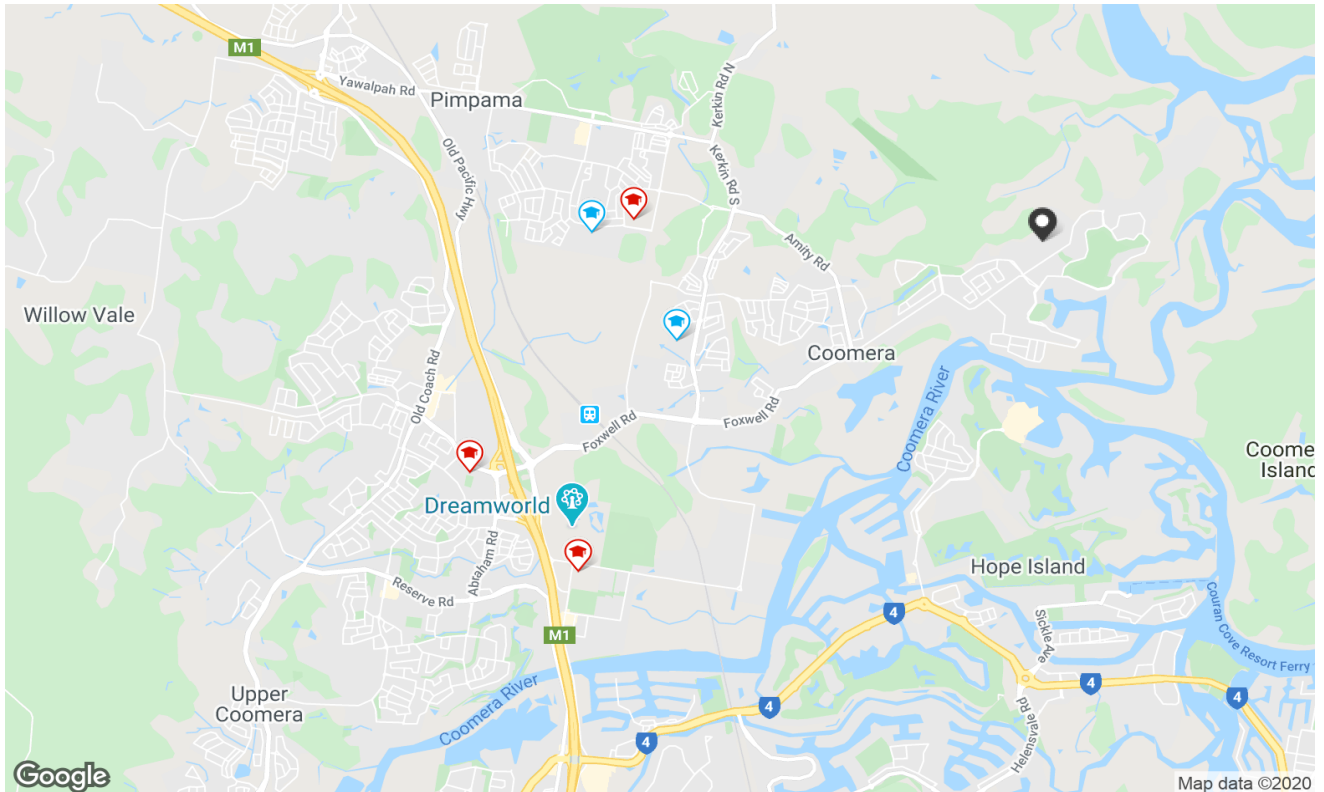 M1
Yawalpah Rd
Pimpama
Kerkin Rd N
Old Pacific Hwy
Kerkin Rd S
Amity Rd
Willow Vale
Coomera
Old Coach Rd
Foxwell Rd
Foxwell Rd
Coomera River
Coome
Island
Dreamworld
Abraham Rd
Hope Island
Reserve Rd
4
Sickle Ave
Couran Cove Resort Ferry
M1
Upper
Coomera
Coomera River
4
4
4
Helensvale Rd
4
Google
Map data ©2020